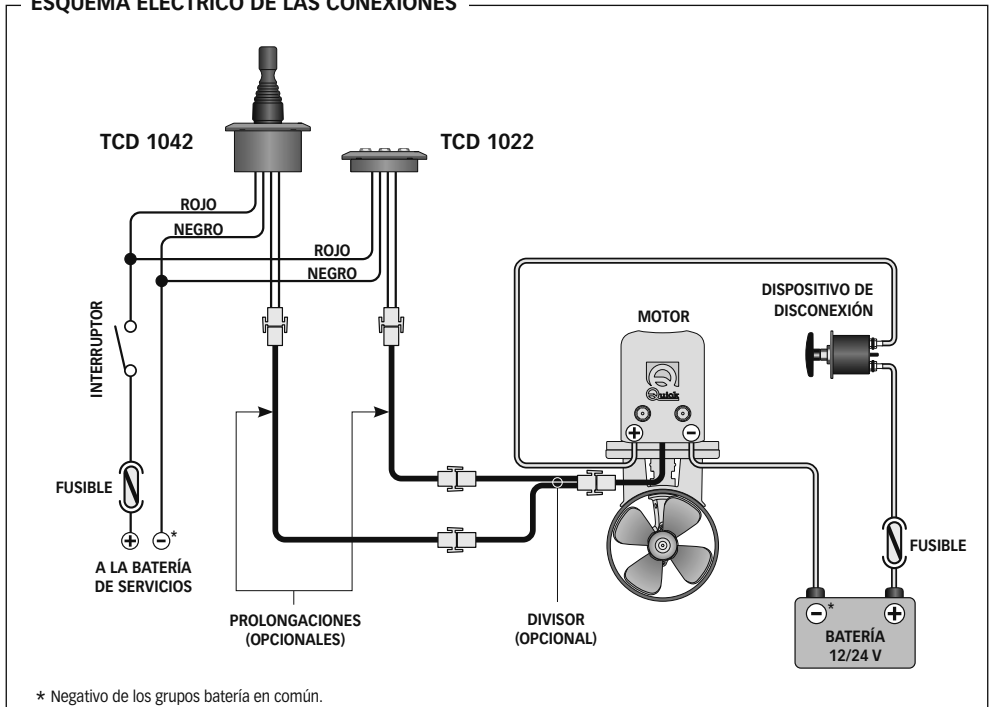 ESQUEMA ELÉCTRICO DE LAS CONEXIONES
TCD 1042
TCD 1022
ROJO
NEGRO
ROJO
NEGRO
INTERRUPTOR
FUSIBLE
+
- *
A LA BATERÍA
DE SERVICIOS
PROLONGACIONES
(OPCIONALES)
DIVISOR
(OPCIONAL)
MOTOR
Quick
+
-
DISPOSITIVO DE
DISCONEXIÓN
FUSIBLE
- *
+
BATERÍA
12/24 V
* Negativo de los grupos batería en común.